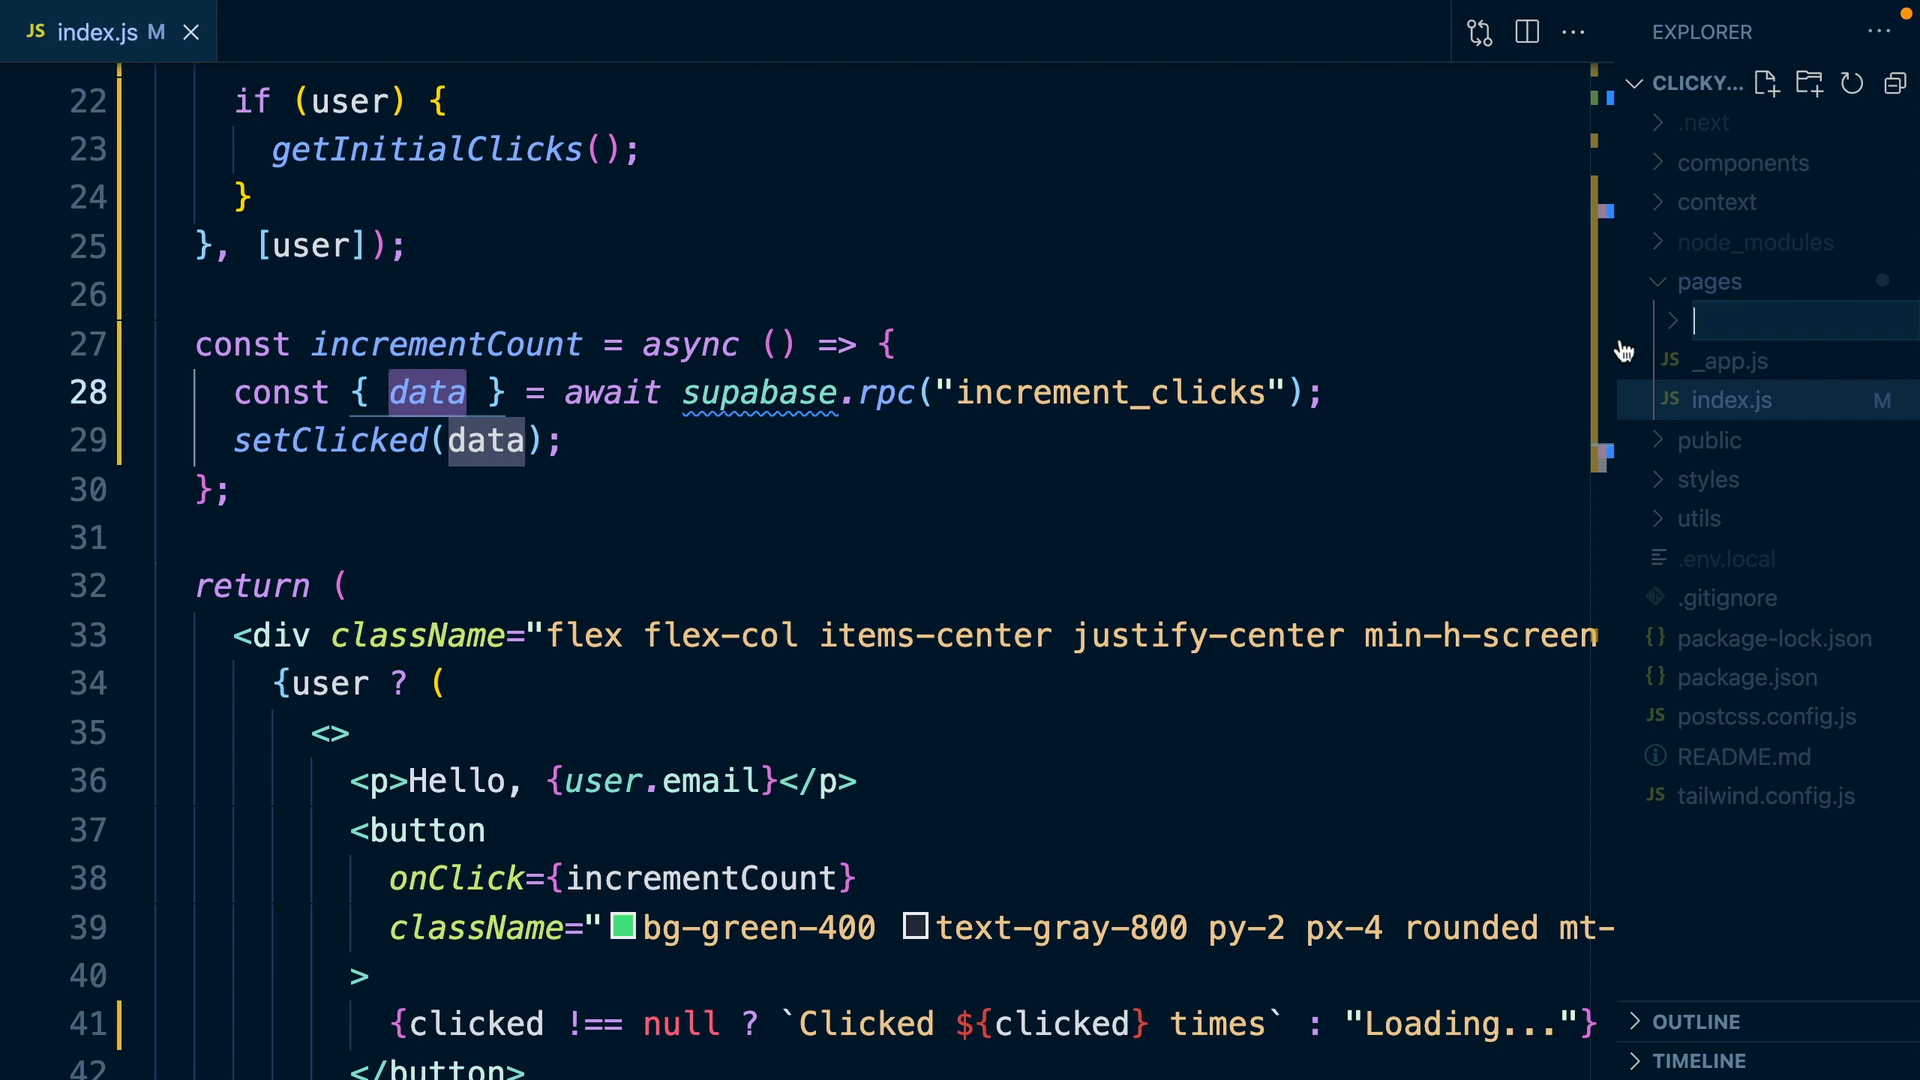 JS index.js M
EXPLORER
CLICKY...
22 if (user) {
23 getInitialClicks();
24 }
25 }, [user]);
26
27 const incrementCount = async () => {
28 const { data } = await supabase.rpc("increment_clicks");
29 setClicked(data);
30 };
31
32 return (
33 <div className="flex flex-col items-center justify-center min-h-screen
34 {user ? (
35 <>
36 <p>Hello, {user.email}</p>
37 <button
38 onClick={incrementCount}
39 className="bg-green-400 text-gray-800 py-2 px-4 rounded mt-
40 >
41 {clicked !== null ? `Clicked ${clicked} times` : "Loading..."}
42 </button>
.next
components
context
node_modules
pages
JS _app.js
JS index.js M
public
styles
utils
.env.local
.gitignore
{} package-lock.json
{} package.json
JS postcss.config.js
README.md
JS tailwind.config.js
OUTLINE
TIMELINE